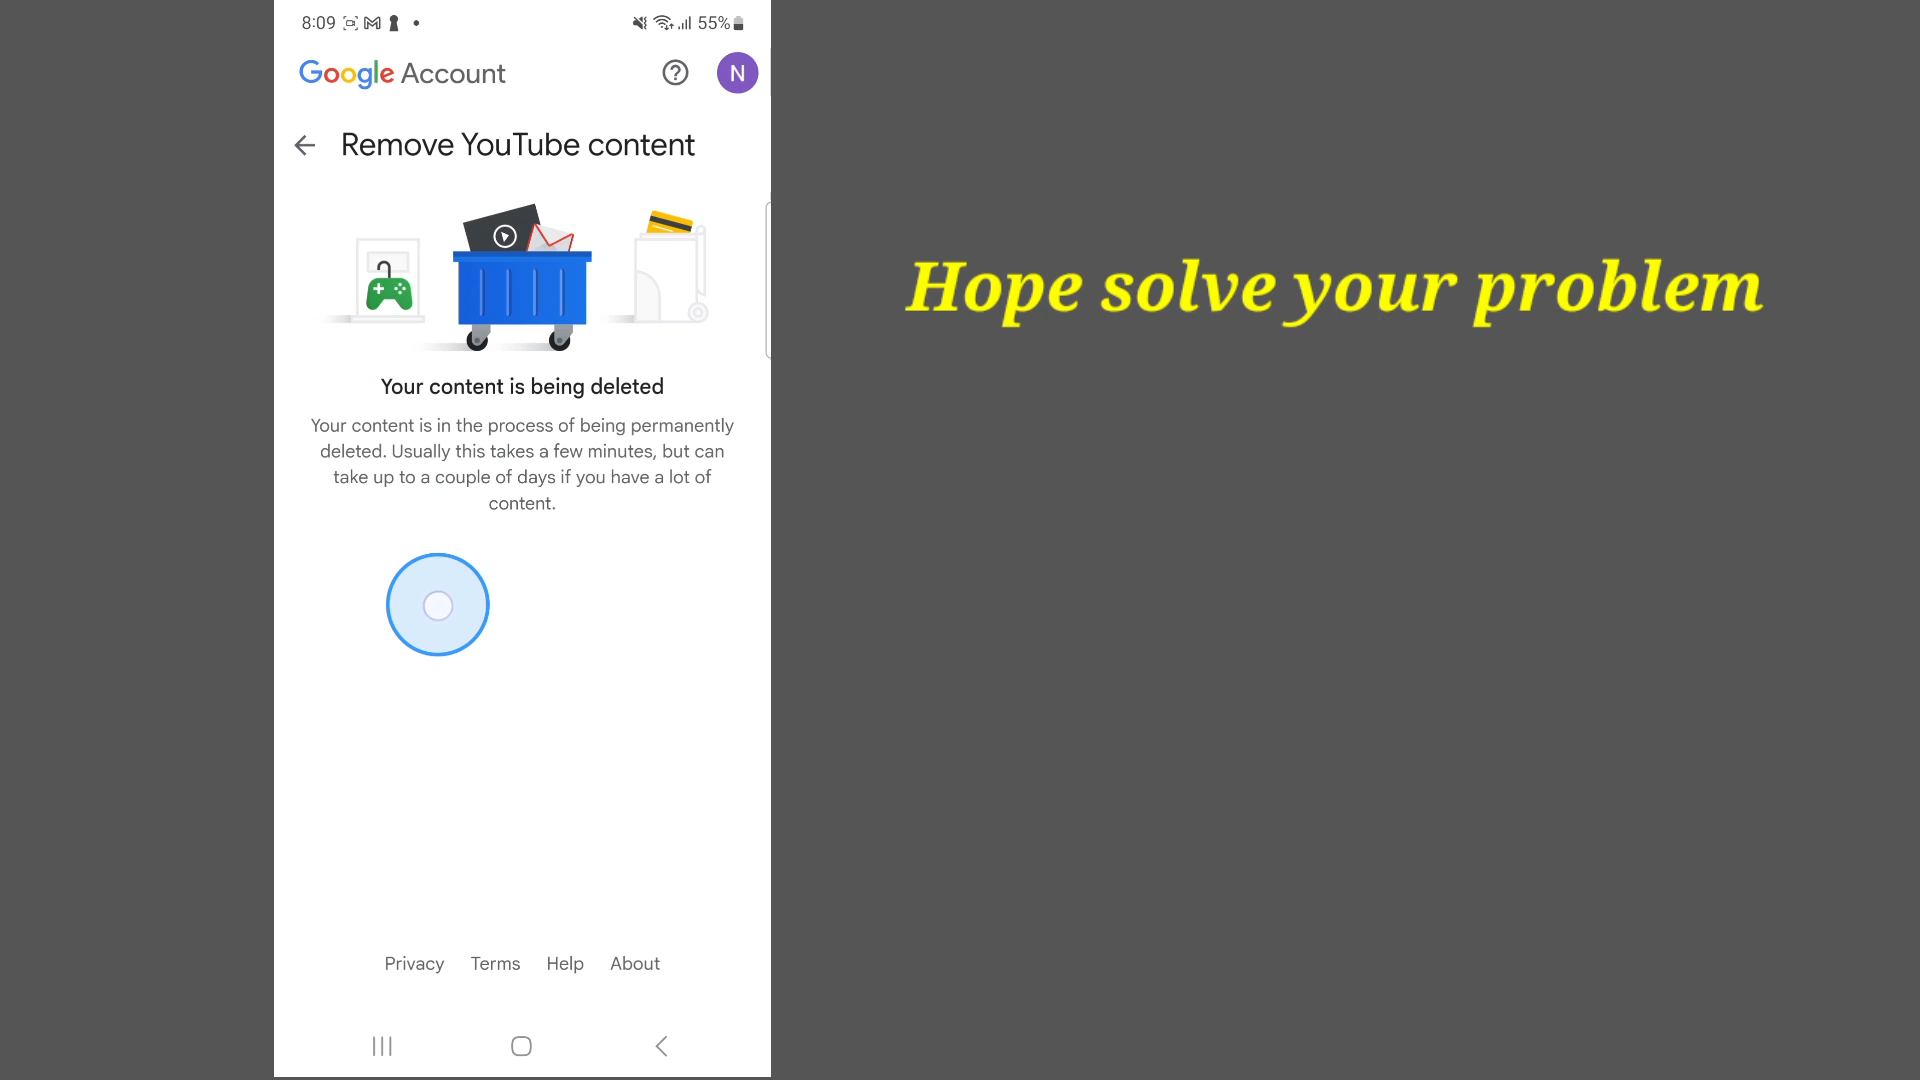 8:09
55%
Google Account
N
Remove YouTube content
Your content is being deleted
Your content is in the process of being permanently
deleted. Usually this takes a few minutes, but can
take up to a couple of days if you have a lot of
content.
Privacy Terms Help About
Hope solve your problem